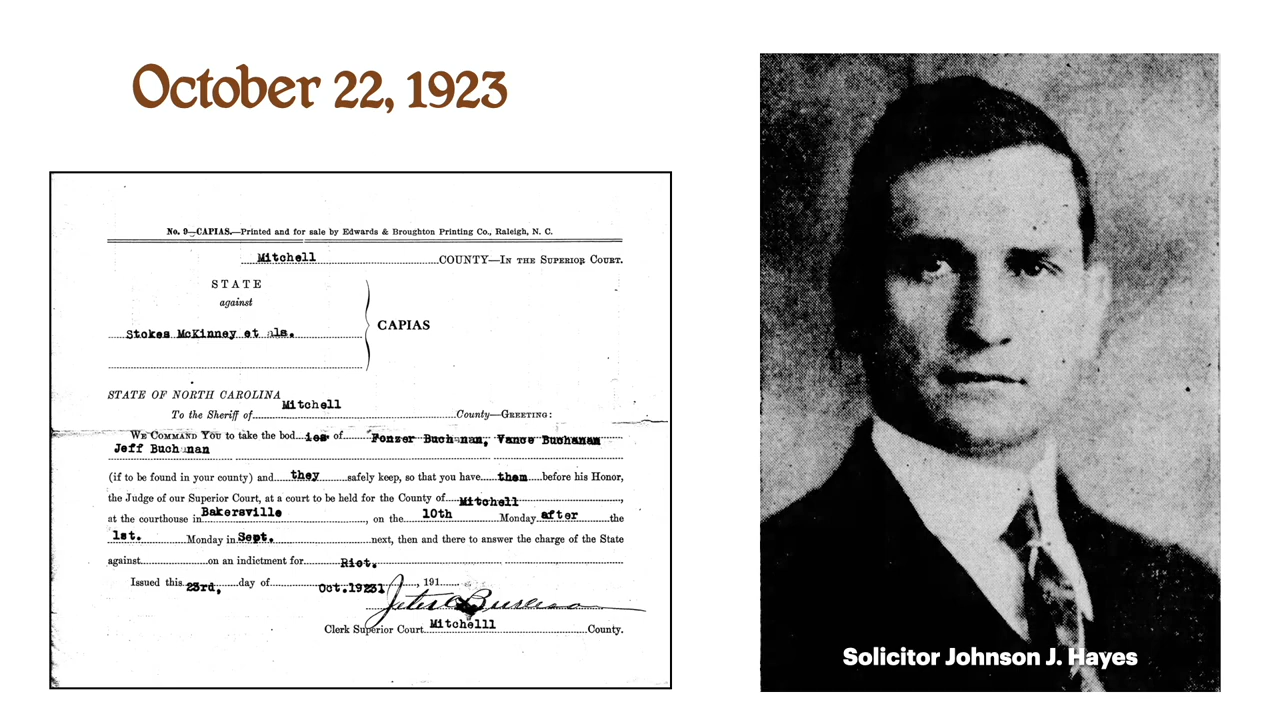 October 22, 1923
No. 9—CAPIAS.—Printed and for sale by Edwards & Broughton Printing Co., Raleigh, N. C.
Mitchell COUNTY—IN THE SUPERIOR COURT.
STATE
against
Stokes McKinney et als.
CAPIAS
STATE OF NORTH CAROLINA
To the Sheriff of Mitchell County—GREETING:
WE COMMAND YOU to take the bod ies of Fonzer Buchanan, Vance Buchanan
Jeff Buchanan
(if to be found in your county) and they safely keep, so that you have them before his Honor,
the Judge of our Superior Court, at a court to be held for the County of Mitchell,
at the courthouse in Bakersville, on the 10th Monday after the
1st. Monday in Sept. next, then and there to answer the charge of the State
against on an indictment for Riot.
Issued this 23rd, day of Oct. , 191
Clerk Superior Court Mitchelll County.
Solicitor Johnson J. Hayes